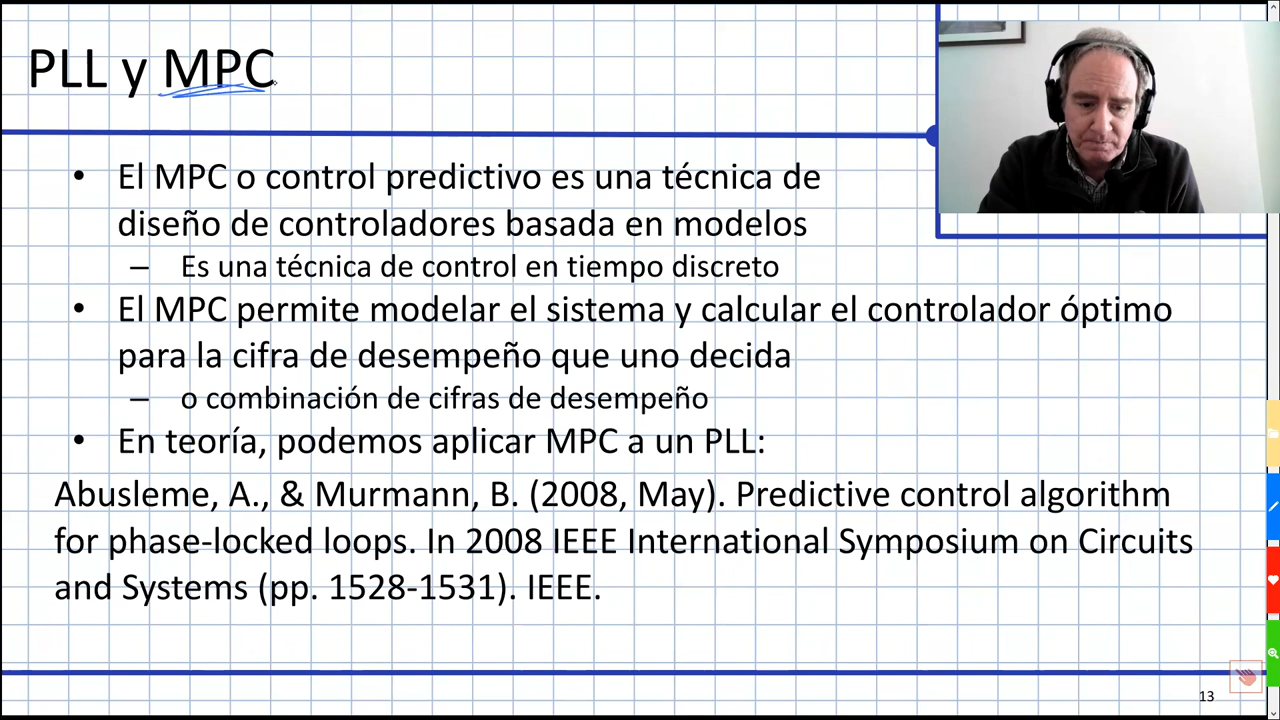 PLL y MPC
• El MPC o control predictivo es una técnica de
diseño de controladores basada en modelos
– Es una técnica de control en tiempo discreto
• El MPC permite modelar el sistema y calcular el controlador óptimo
para la cifra de desempeño que uno decida
– o combinación de cifras de desempeño
• En teoría, podemos aplicar MPC a un PLL:
Abusleme, A., & Murmann, B. (2008, May). Predictive control algorithm
for phase-locked loops. In 2008 IEEE International Symposium on Circuits
and Systems (pp. 1528-1531). IEEE.
13